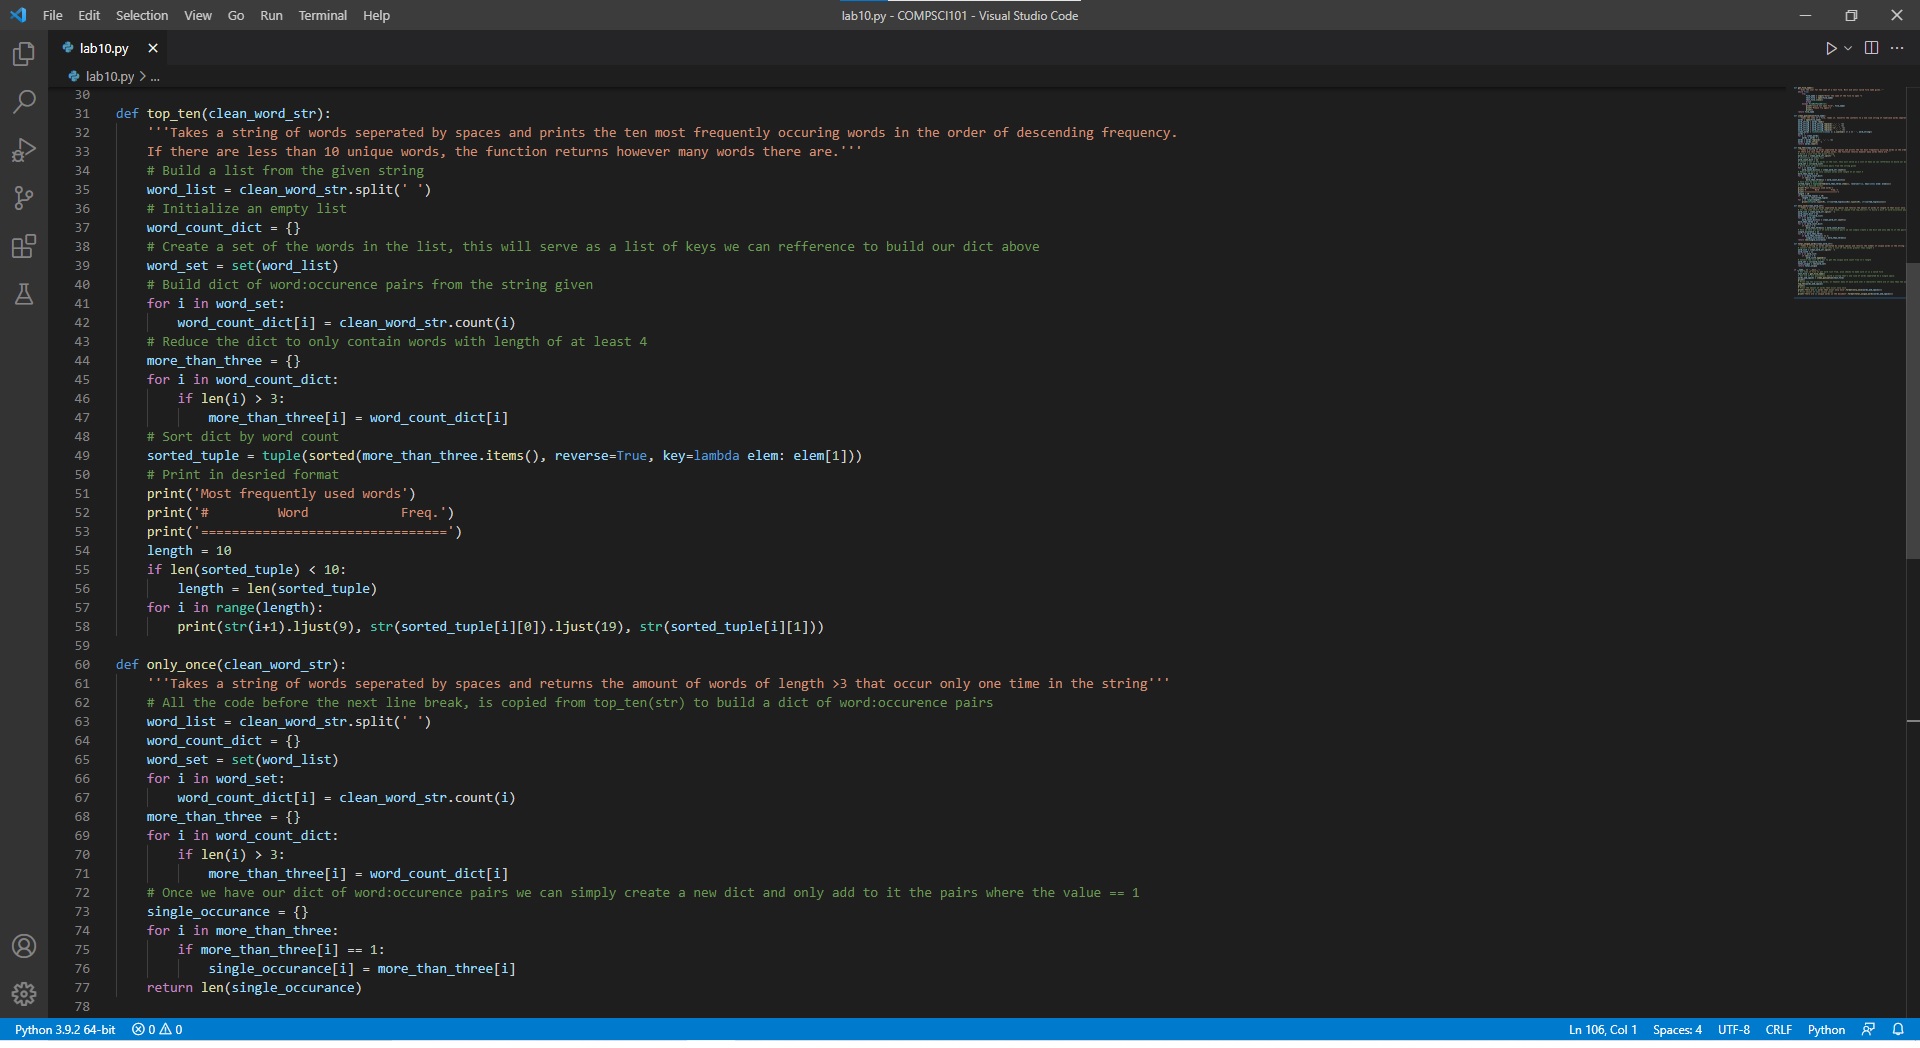 File Edit Selection View Go Run Terminal Help
lab10.py - COMPSCI101 - Visual Studio Code
lab10.py
lab10.py > ...
30
31 def top_ten(clean_word_str):
32     '''Takes a string of words seperated by spaces and prints the ten most frequently occuring words in the order of descending frequency.
33     If there are less than 10 unique words, the function returns however many words there are.'''
34     # Build a list from the given string
35     word_list = clean_word_str.split(' ')
36     # Initialize an empty list
37     word_count_dict = {}
38     # Create a set of the words in the list, this will serve as a list of keys we can refference to build our dict above
39     word_set = set(word_list)
40     # Build dict of word:occurence pairs from the string given
41     for i in word_set:
42         word_count_dict[i] = clean_word_str.count(i)
43     # Reduce the dict to only contain words with length of at least 4
44     more_than_three = {}
45     for i in word_count_dict:
46         if len(i) > 3:
47             more_than_three[i] = word_count_dict[i]
48     # Sort dict by word count
49     sorted_tuple = tuple(sorted(more_than_three.items(), reverse=True, key=lambda elem: elem[1]))
50     # Print in desried format
51     print('Most frequently used words')
52     print('#         Word            Freq.')
53     print('================================')
54     length = 10
55     if len(sorted_tuple) < 10:
56         length = len(sorted_tuple)
57     for i in range(length):
58         print(str(i+1).ljust(9), str(sorted_tuple[i][0]).ljust(19), str(sorted_tuple[i][1]))
59
60 def only_once(clean_word_str):
61     '''Takes a string of words seperated by spaces and returns the amount of words of length >3 that occur only one time in the string'''
62     # All the code before the next line break, is copied from top_ten(str) to build a dict of word:occurence pairs
63     word_list = clean_word_str.split(' ')
64     word_count_dict = {}
65     word_set = set(word_list)
66     for i in word_set:
67         word_count_dict[i] = clean_word_str.count(i)
68     more_than_three = {}
69     for i in word_count_dict:
70         if len(i) > 3:
71             more_than_three[i] = word_count_dict[i]
72     # Once we have our dict of word:occurence pairs we can simply create a new dict and only add to it the pairs where the value == 1
73     single_occurance = {}
74     for i in more_than_three:
75         if more_than_three[i] == 1:
76             single_occurance[i] = more_than_three[i]
77     return len(single_occurance)
78
Python 3.9.2 64-bit 0 0 Ln 106, Col 1 Spaces: 4 UTF-8 CRLF Python